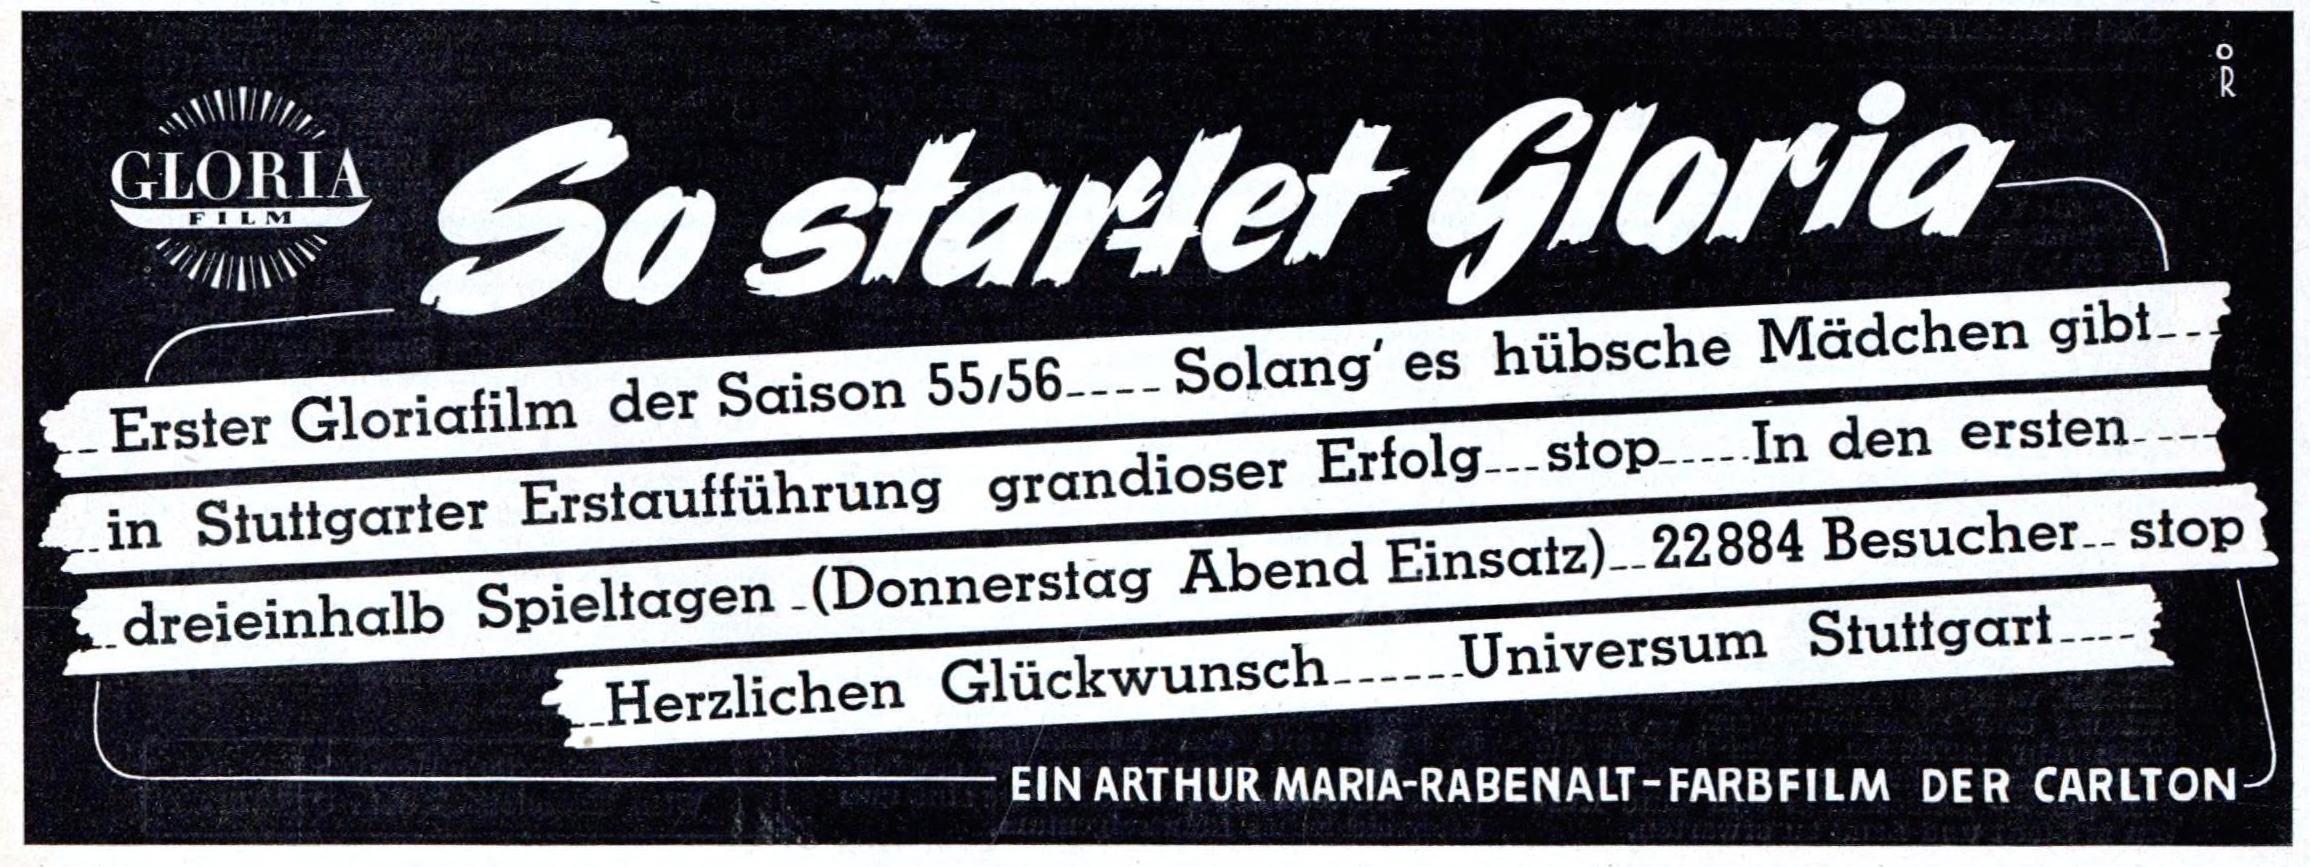 O
R
GLORIA
FILM
So startet Gloria
-- Erster Gloriafilm der Saison 55/56---- Solang' es hübsche Mädchen gibt---
--in Stuttgarter Erstaufführung grandioser Erfolg---stop-----In den ersten----
--dreieinhalb Spieltagen -(Donnerstag Abend Einsatz)--22884 Besucher-- stop
--Herzlichen Glückwunsch------Universum Stuttgart----
EIN ARTHUR MARIA-RABENALT-FARBFILM DER CARLTON